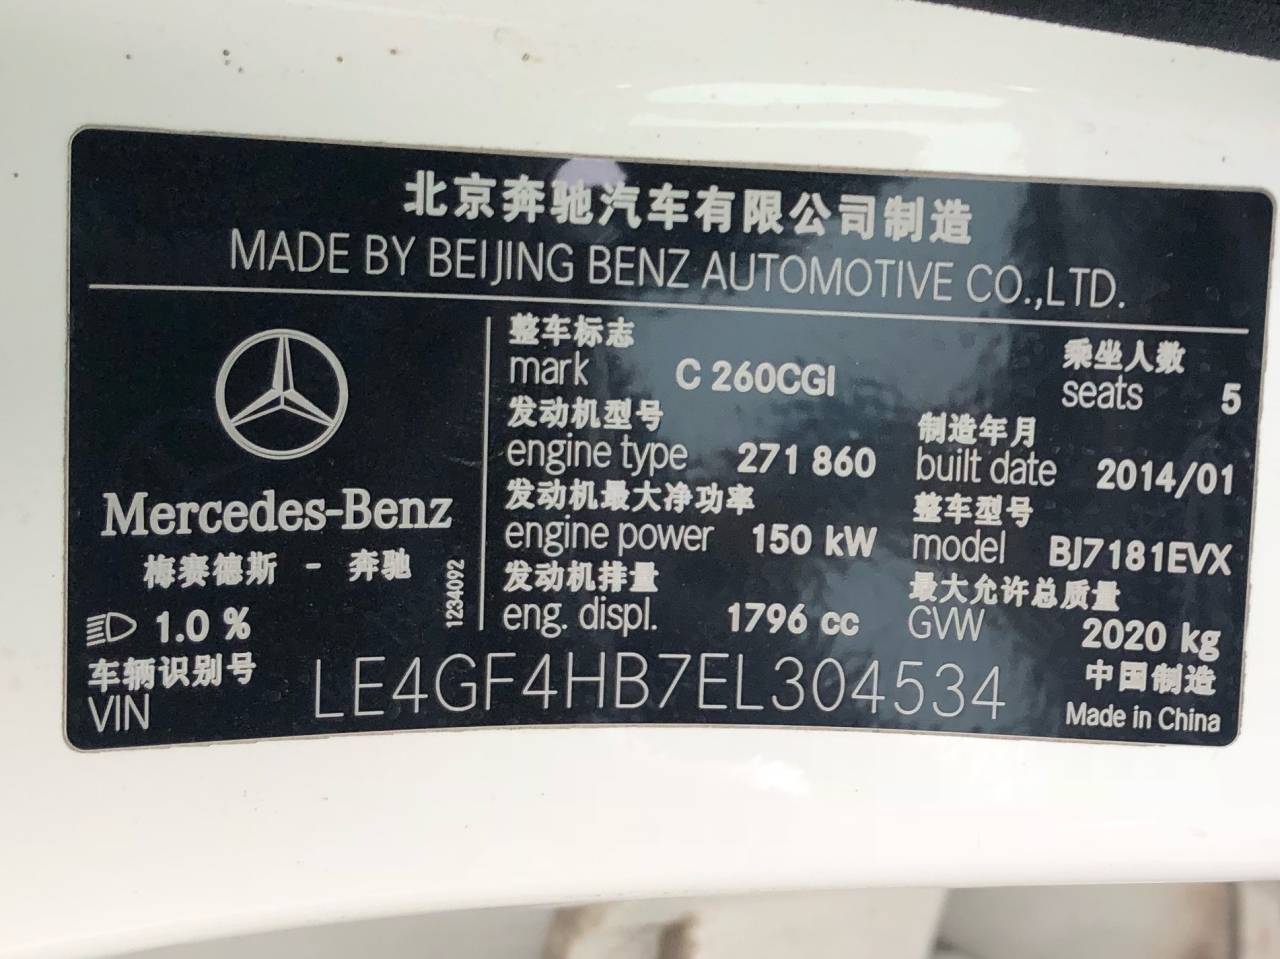 北京奔驰汽车有限公司制造
MADE BY BEIJING BENZ AUTOMOTIVE CO.,LTD.
Mercedes-Benz
梅赛德斯 - 奔驰
1.0 %
1234092
整车标志
mark C 260CGI
乘坐人数
seats 5
发动机型号
engine type 271 860
制造年月
built date 2014/01
发动机最大净功率
engine power 150 kW
整车型号
model BJ7181EVX
发动机排量
eng. displ. 1796 cc
最大允许总质量
GVW 2020 kg
车辆识别号
VIN LE4GF4HB7EL304534
中国制造
Made in China